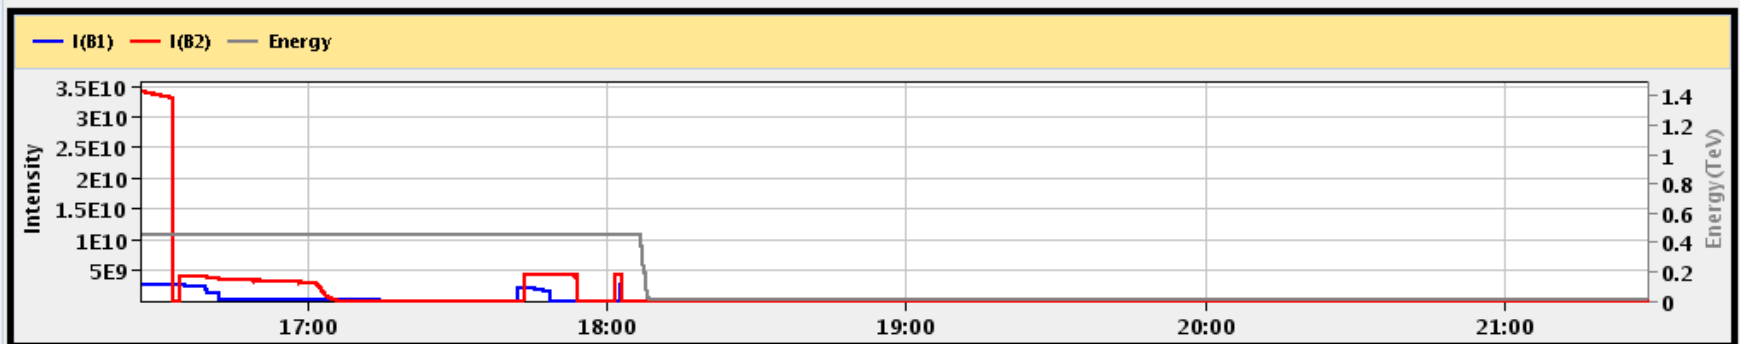 I(B1) I(B2) Energy
3.5E10
3E10
2.5E10
2E10
1.5E10
1E10
5E9
Intensity
1.4
1.2
1
0.8
0.6
0.4
0.2
0
Energy(TeV)
17:00 18:00 19:00 20:00 21:00